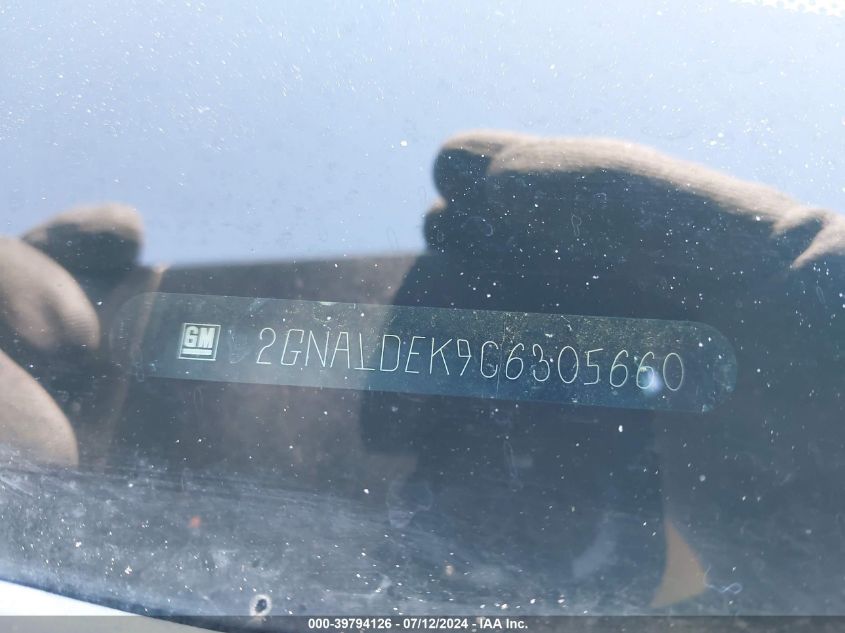 GM 2GNALDEK9C6305660
000-39794126 - 07/12/2024 - IAA Inc.